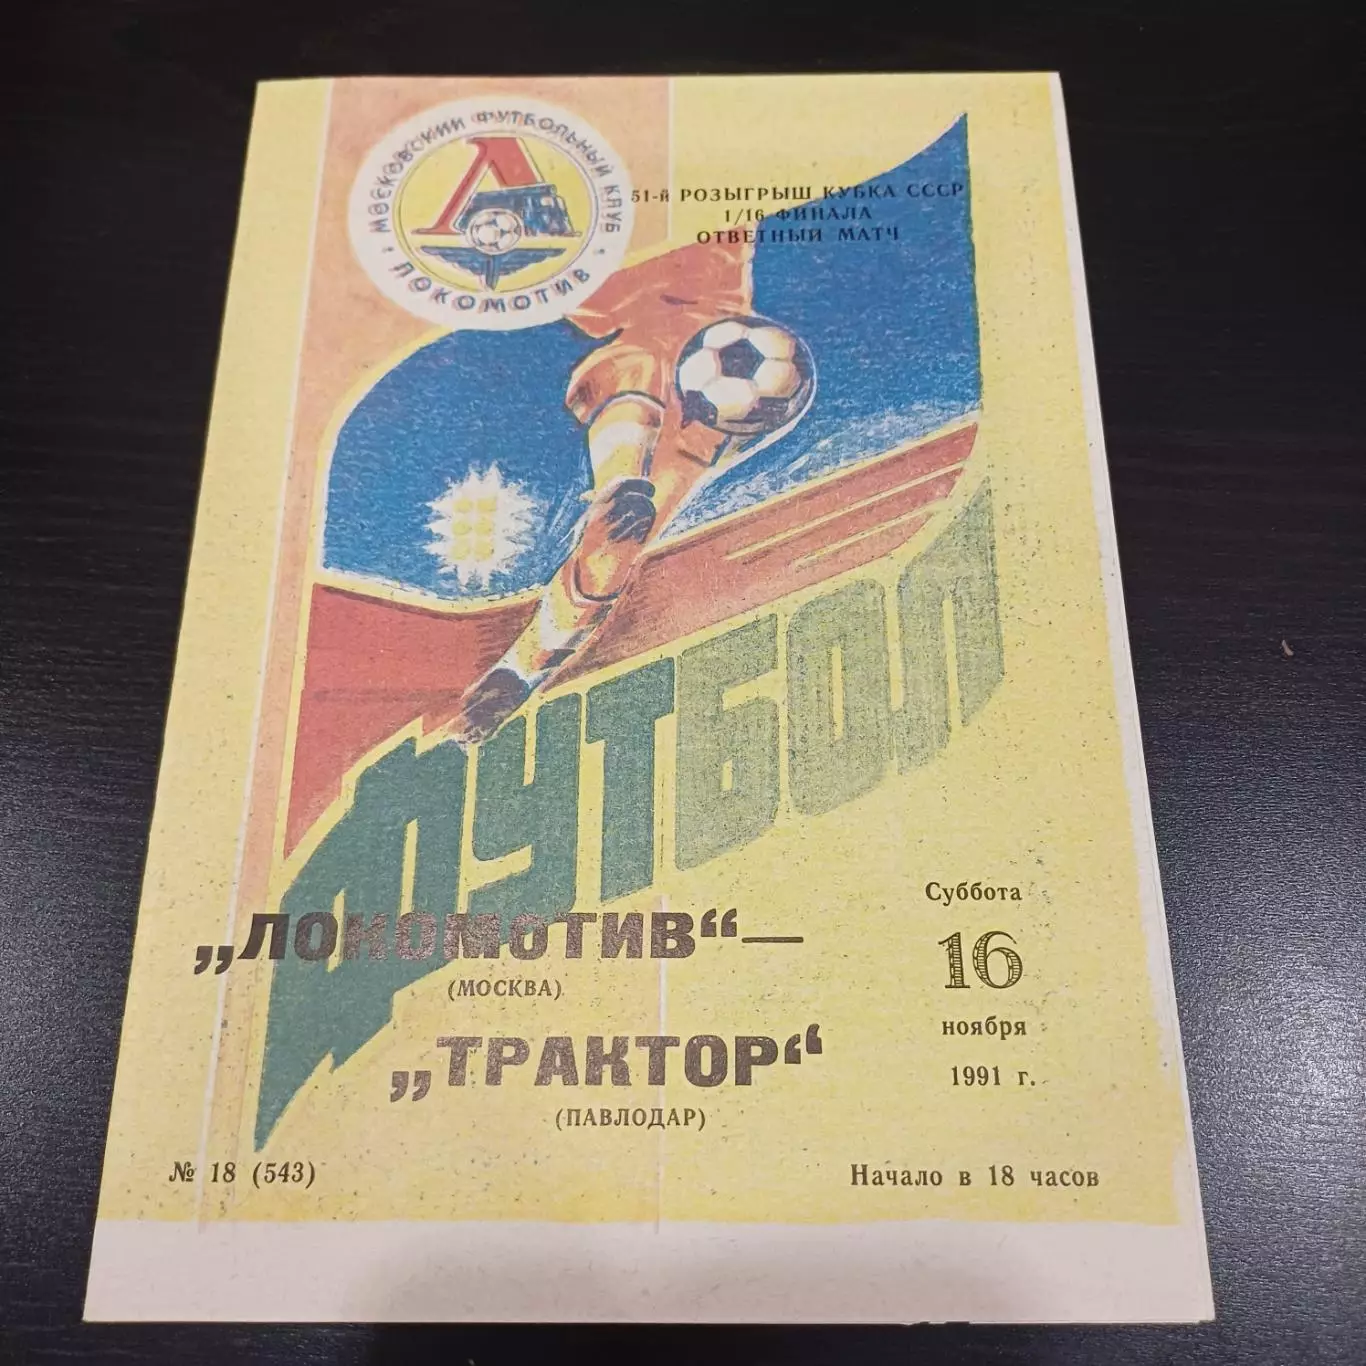 МОСКОВСКИЙ ФУТБОЛЬНЫЙ КЛУБ
ЛОКОМОТИВ
51-й РОЗЫГРЫШ КУБКА СССР
1/16 ФИНАЛА
ОТВЕТНЫЙ МАТЧ
ФУТБОЛ
„ЛОКОМОТИВ“—
(МОСКВА)
„ТРАКТОР“
(ПАВЛОДАР)
Суббота
16
ноября
1991 г.
№ 18 (543)
Начало в 18 часов